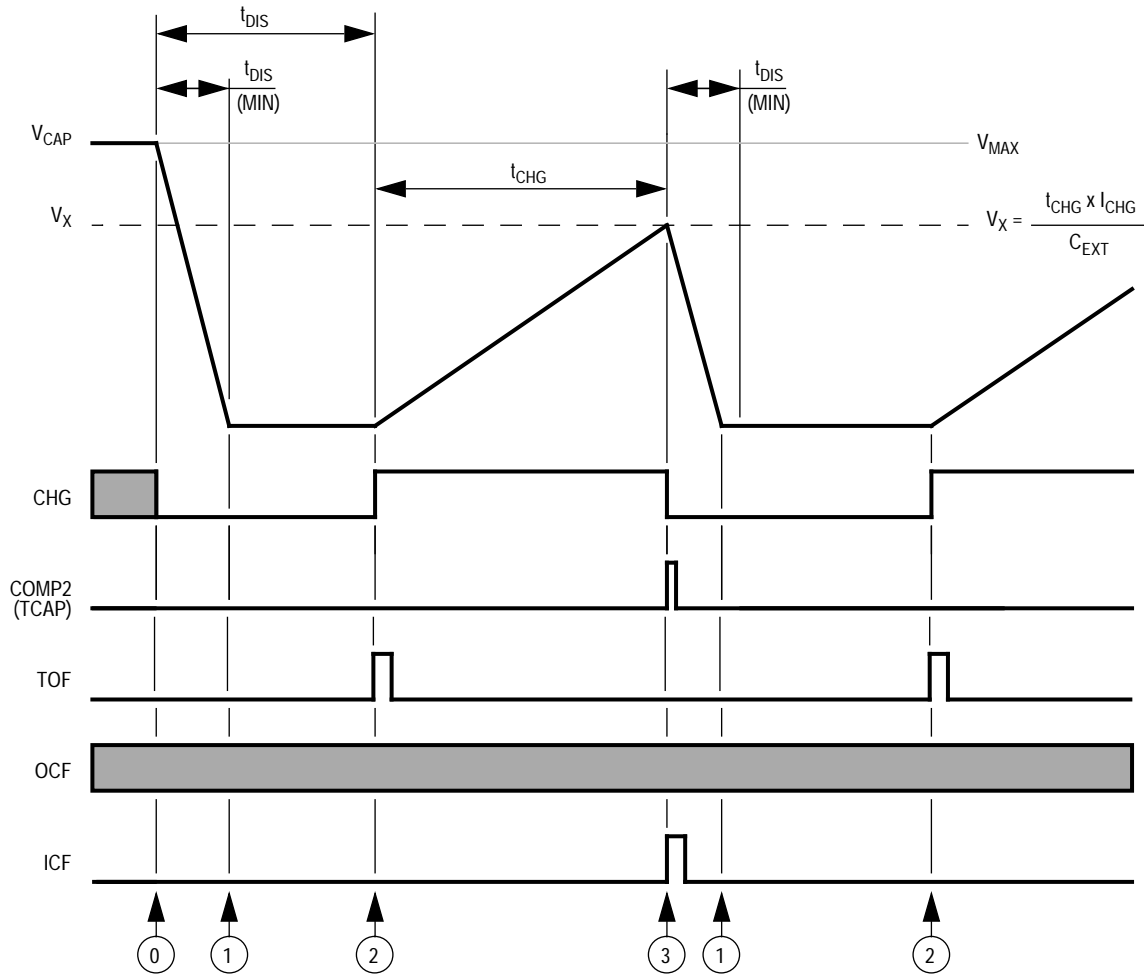 tDIS
tDIS
(MIN)
tDIS
(MIN)
VCAP
VMAX
tCHG
VX
VX = tCHG x ICHG
CEXT
CHG
COMP2
(TCAP)
TOF
OCF
ICF
0 1 2 3 1 2